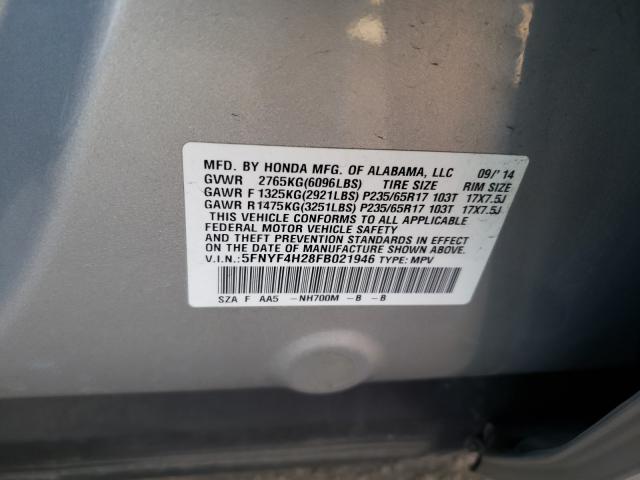 MFD. BY HONDA MFG. OF ALABAMA, LLC 09/'14
GVWR 2765KG(6096LBS) TIRE SIZE RIM SIZE
GAWR F 1325KG(2921LBS) P235/65R17 103T 17X7.5J
GAWR R 1475KG(3251LBS) P235/65R17 103T 17X7.5J
THIS VEHICLE CONFORMS TO ALL APPLICABLE
FEDERAL MOTOR VEHICLE SAFETY
AND THEFT PREVENTION STANDARDS IN EFFECT
ON THE DATE OF MANUFACTURE SHOWN ABOVE.
V.I.N.: 5FNYF4H28FB021946 TYPE: MPV
SZA F AA5 -NH700M -B -B